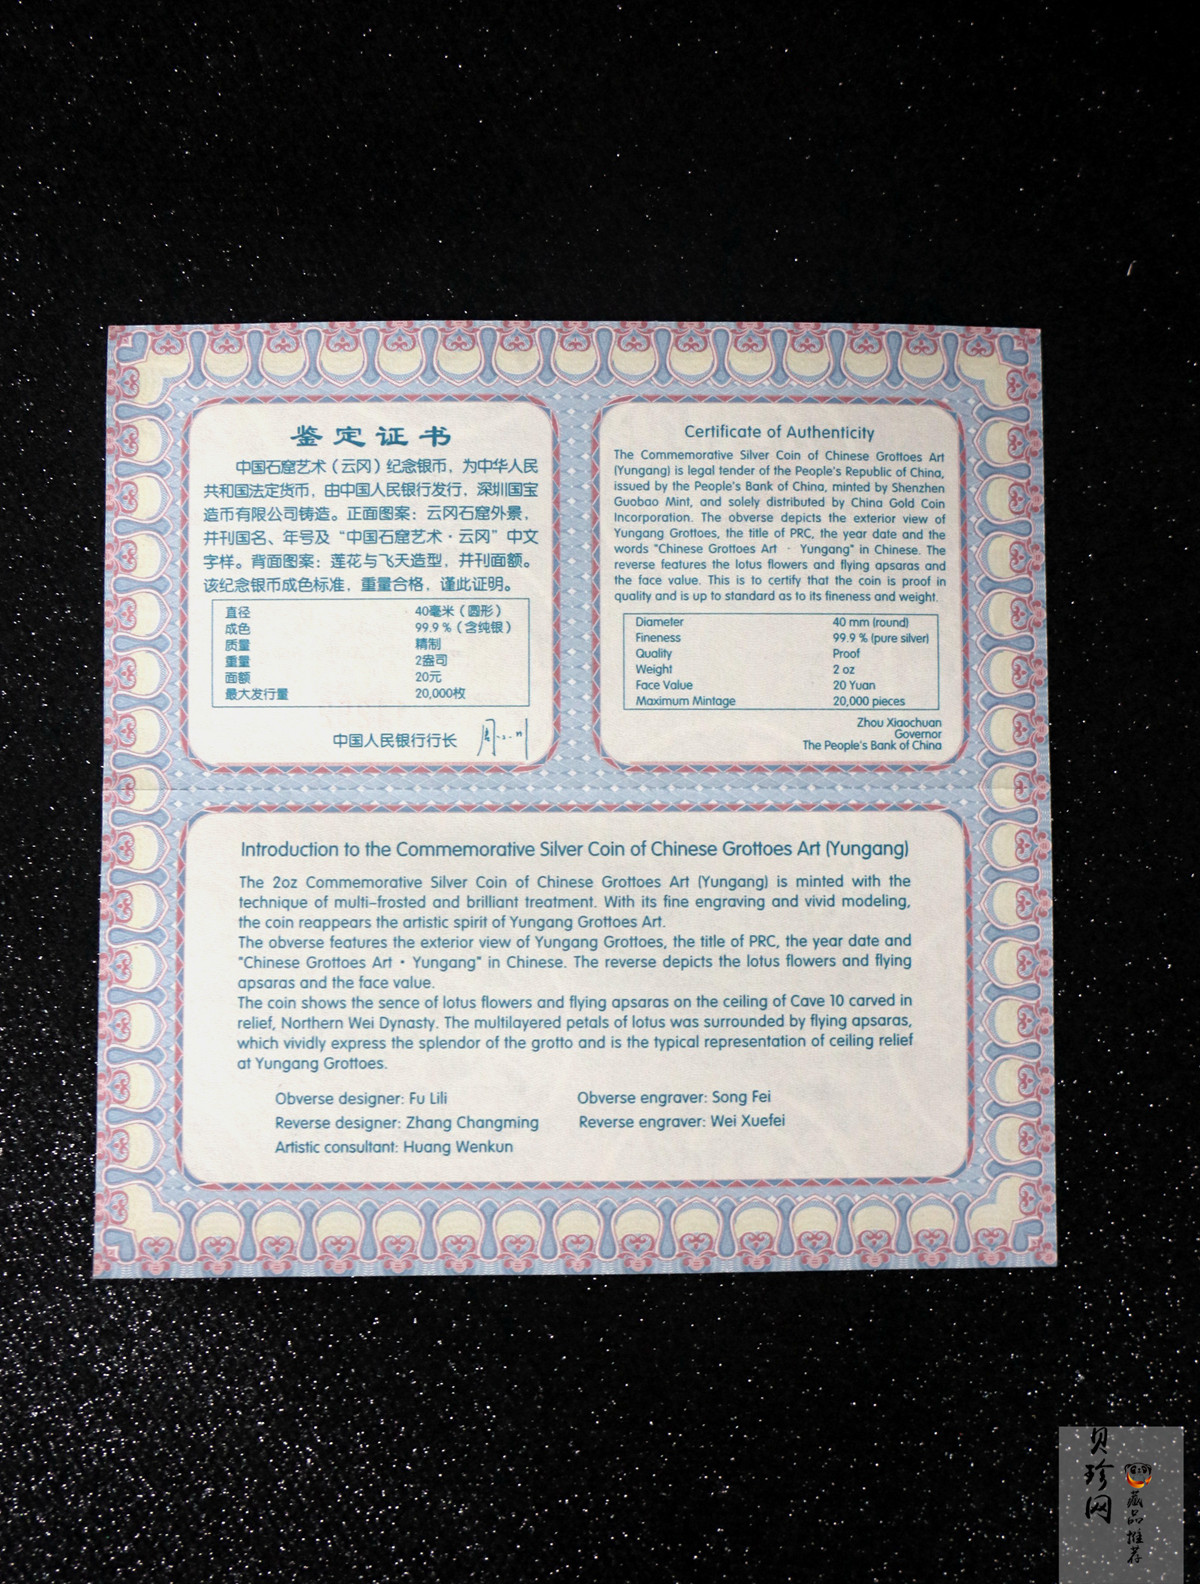 鉴定证书
中国石窟艺术（云冈）纪念银币，为中华人民
共和国法定货币，由中国人民银行发行，深圳国宝
造币有限公司铸造。正面图案：云冈石窟外景，
并刊国名、年号及“中国石窟艺术·云冈”中文
字样。背面图案：莲花与飞天造型，并刊面额。
该纪念银币成色标准，重量合格，谨此证明。
直径 40毫米（圆形）
成色 99.9％（含纯银）
质量 精制
重量 2盎司
面额 20元
最大发行量 20,000枚
中国人民银行行长
Certificate of Authenticity
The Commemorative Silver Coin of Chinese Grottoes Art
(Yungang) is legal tender of the People's Republic of China,
issued by the People's Bank of China, minted by Shenzhen
Guobao Mint, and solely distributed by China Gold Coin
Incorporation. The obverse depicts the exterior view of
Yungang Grottoes, the title of PRC, the year date and the
words "Chinese Grottoes Art · Yungang" in Chinese. The
reverse features the lotus flowers and flying apsaras and
the face value. This is to certify that the coin is proof in
quality and is up to standard as to its fineness and weight.
Diameter 40 mm (round)
Fineness 99.9 % (pure silver)
Quality Proof
Weight 2 oz
Face Value 20 Yuan
Maximum Mintage 20,000 pieces
Zhou Xiaochuan
Governor
The People's Bank of China
Introduction to the Commemorative Silver Coin of Chinese Grottoes Art (Yungang)
The 2oz Commemorative Silver Coin of Chinese Grottoes Art (Yungang) is minted with the
technique of multi-frosted and brilliant treatment. With its fine engraving and vivid modeling,
the coin reappears the artistic spirit of Yungang Grottoes Art.
The obverse features the exterior view of Yungang Grottoes, the title of PRC, the year date and
"Chinese Grottoes Art · Yungang" in Chinese. The reverse depicts the lotus flowers and flying
apsaras and the face value.
The coin shows the sence of lotus flowers and flying apsaras on the ceiling of Cave 10 carved in
relief, Northern Wei Dynasty. The multilayered petals of lotus was surrounded by flying apsaras,
which vividly express the splendor of the grotto and is the typical representation of ceiling relief
at Yungang Grottoes.
Obverse designer: Fu Lili Obverse engraver: Song Fei
Reverse designer: Zhang Changming Reverse engraver: Wei Xuefei
Artistic consultant: Huang Wenkun
贝珍网
藏品推荐